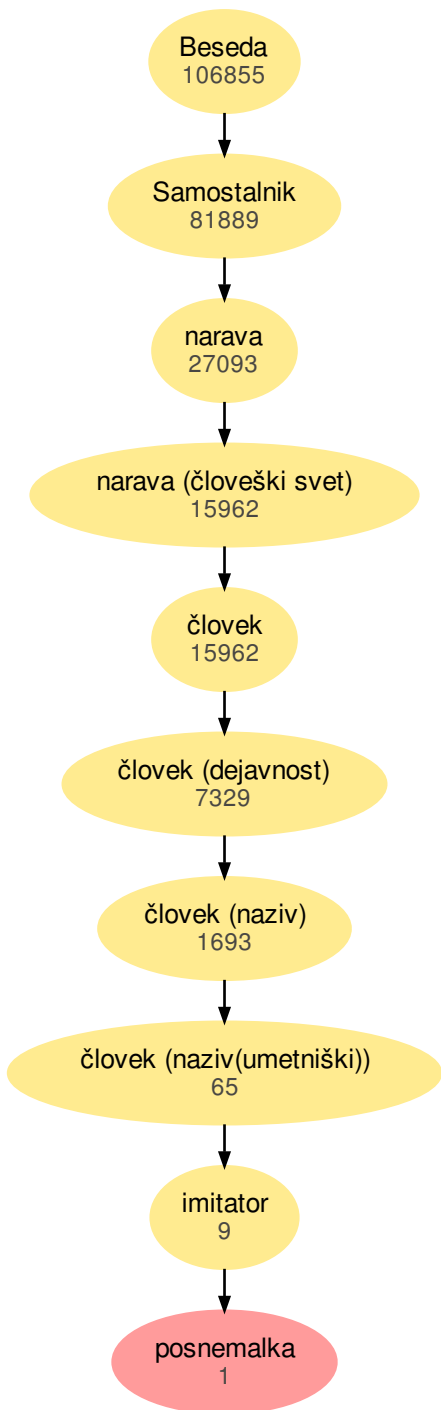 Beseda
106855
Samostalnik
81889
narava
27093
narava (človeški svet)
15962
človek
15962
človek (dejavnost)
7329
človek (naziv)
1693
človek (naziv(umetniški))
65
imitator
9
posnemalka
1